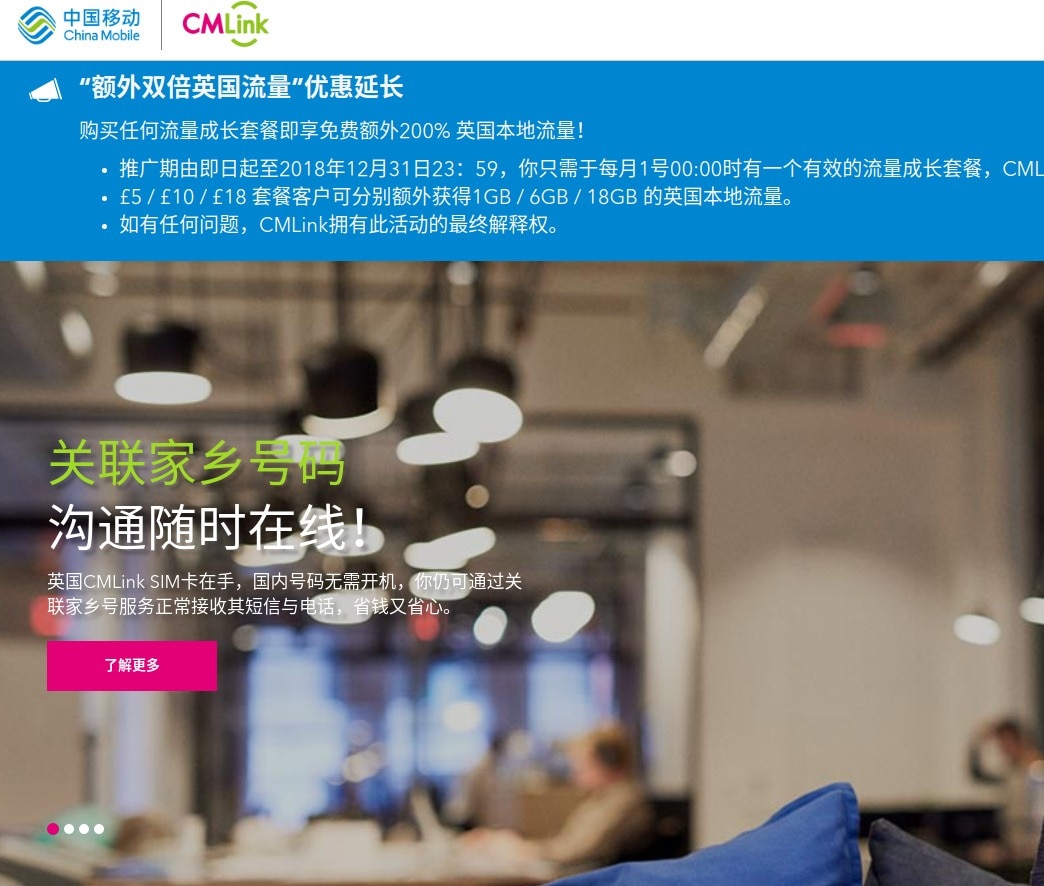 中国移动
China Mobile
CMLink
“额外双倍英国流量”优惠延长
购买任何流量成长套餐即享免费额外200% 英国本地流量！
• 推广期由即日起至2018年12月31日23：59，你只需于每月1号00:00时有一个有效的流量成长套餐，CML
• £5 / £10 / £18 套餐客户可分别额外获得1GB / 6GB / 18GB 的英国本地流量。
• 如有任何问题，CMLink拥有此活动的最终解释权。
关联家乡号码
沟通随时在线！
英国CMLink SIM卡在手，国内号码无需开机，你仍可通过关
联家乡号服务正常接收其短信与电话，省钱又省心。
了解更多